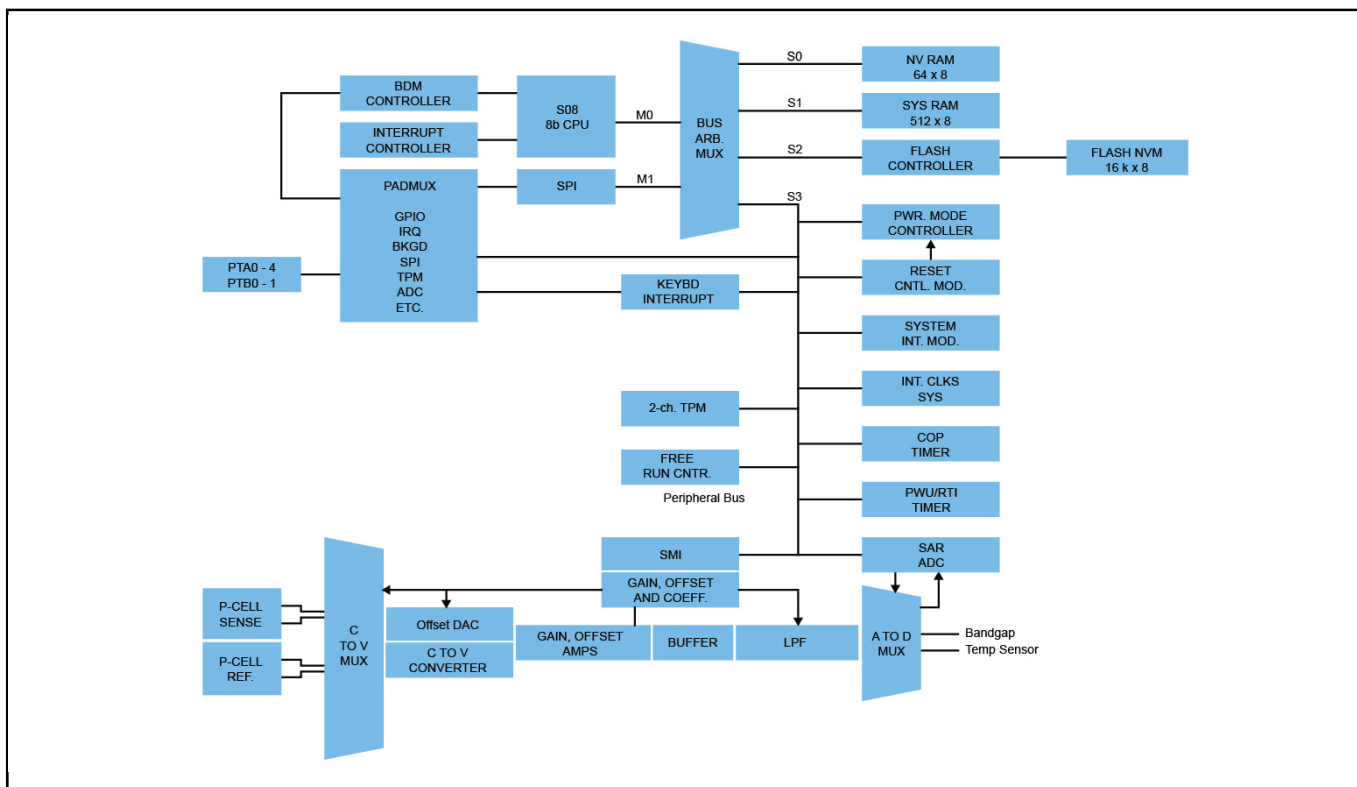 BDM
CONTROLLER
INTERRUPT
CONTROLLER
S08
8b CPU
M0
BUS
ARB.
MUX
S0
NV RAM
64 x 8
S1
SYS RAM
512 x 8
S2
FLASH
CONTROLLER
FLASH NVM
16 k x 8
PADMUX
GPIO
IRQ
BKGD
SPI
TPM
ADC
ETC.
SPI
M1
S3
PTA0 - 4
PTB0 - 1
KEYBD
INTERRUPT
PWR. MODE
CONTROLLER
RESET
CNTL. MOD.
SYSTEM
INT. MOD.
INT. CLKS
SYS
2-ch. TPM
COP
TIMER
FREE
RUN CNTR.
Peripheral Bus
PWU/RTI
TIMER
SMI
SAR
ADC
GAIN, OFFSET
AND COEFF.
P-CELL
SENSE
P-CELL
REF.
C
TO V
MUX
Offset DAC
C TO V
CONVERTER
GAIN, OFFSET
AMPS
BUFFER
LPF
A TO D
MUX
Bandgap
Temp Sensor